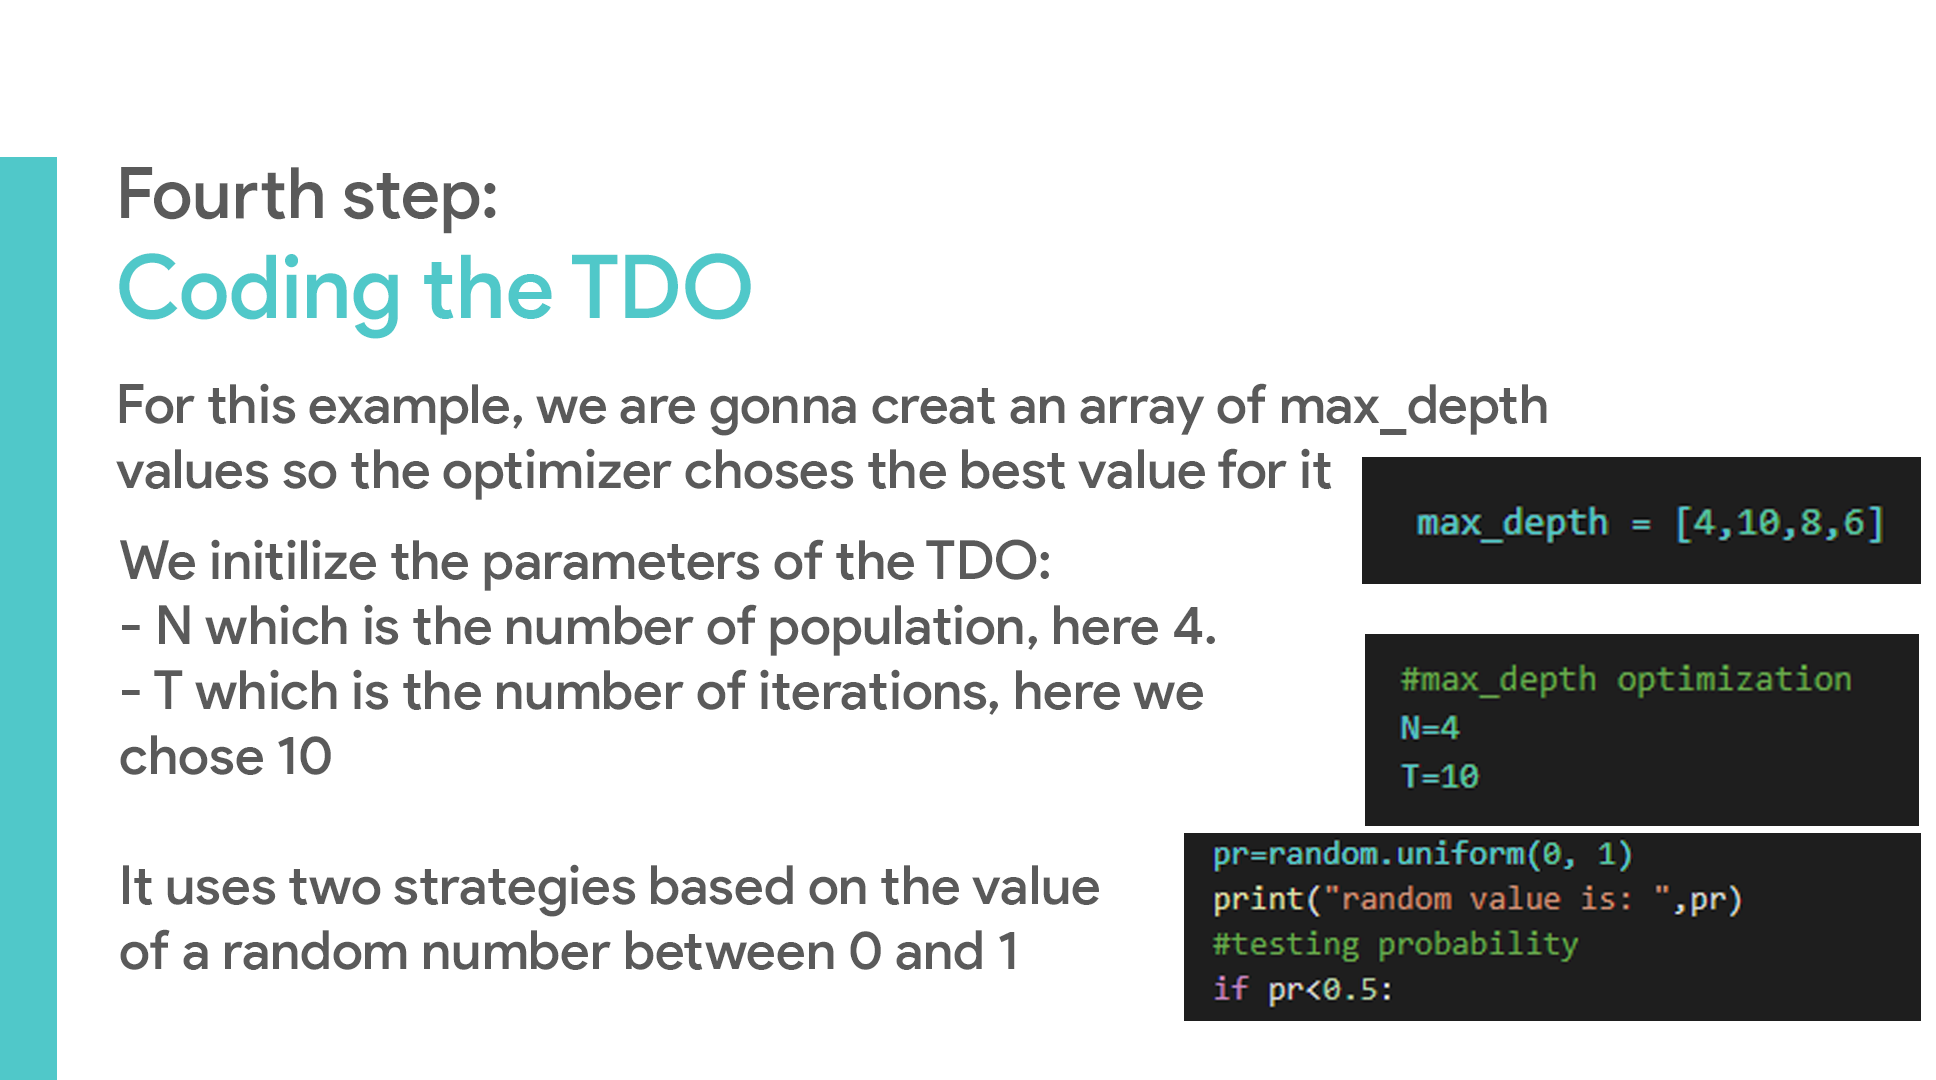 Fourth step:
Coding the TDO
For this example, we are gonna creat an array of max_depth
values so the optimizer choses the best value for it
max_depth = [4,10,8,6]
We initilize the parameters of the TDO:
- N which is the number of population, here 4.
- T which is the number of iterations, here we
chose 10
#max_depth optimization
N=4
T=10
It uses two strategies based on the value
of a random number between 0 and 1
pr=random.uniform(0, 1)
print("random value is: ",pr)
#testing probability
if pr<0.5: